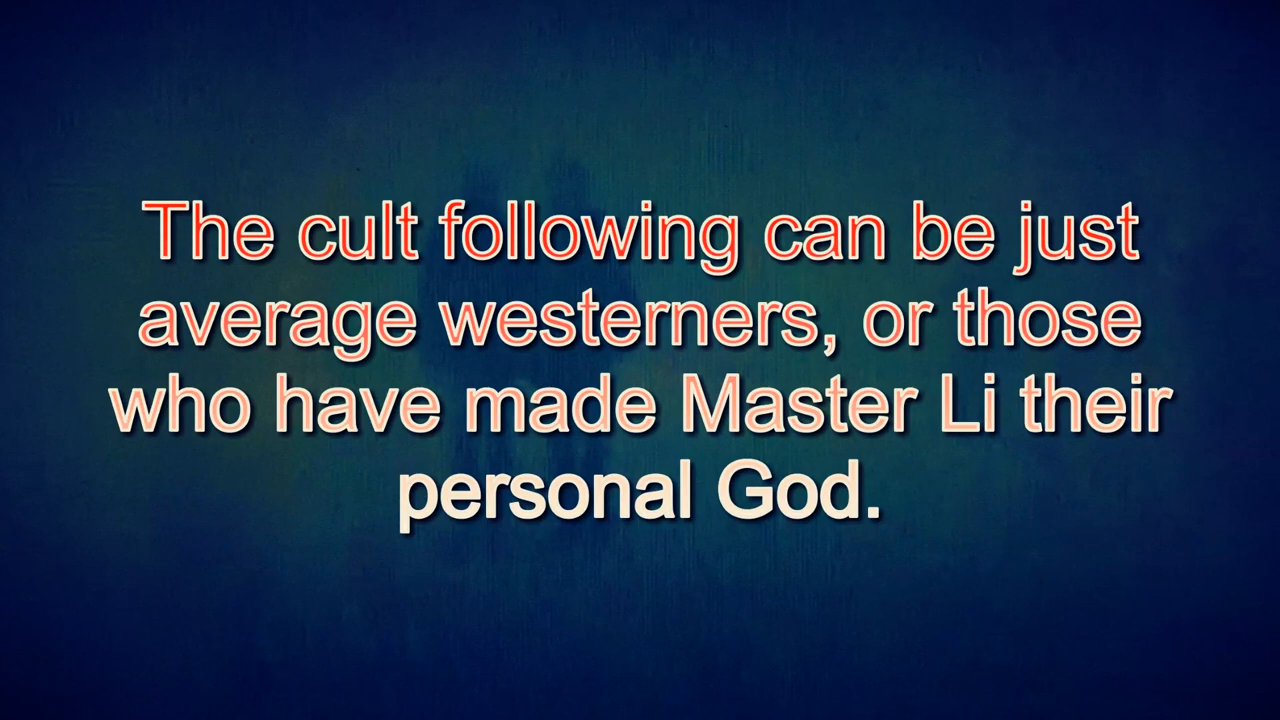 The cult following can be just
average westerners, or those
who have made Master Li their
personal God.